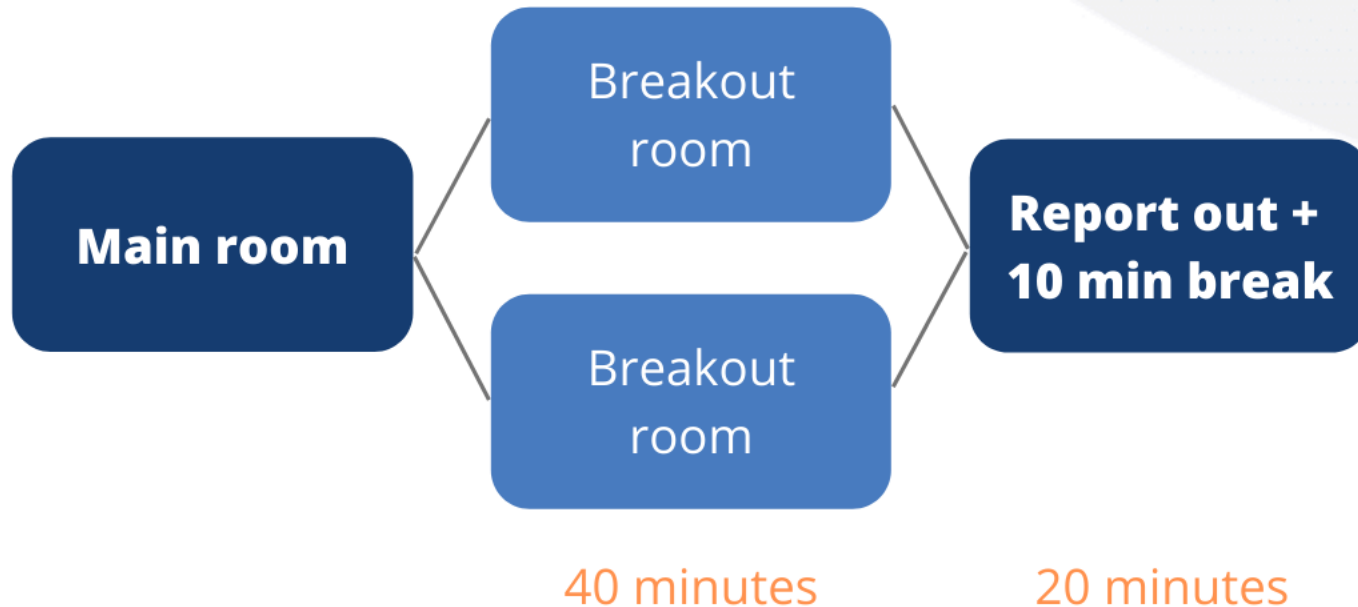 Main room
Breakout
room
Breakout
room
Report out +
10 min break
40 minutes
20 minutes